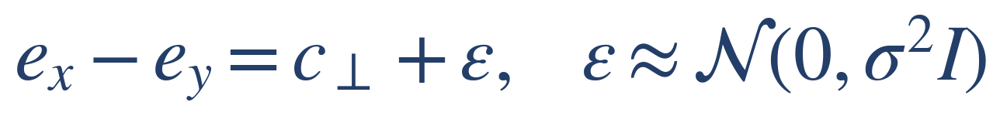 e_x − e_y = c_⊥ + ε,   ε ≈ 𝒩(0, σ²I)